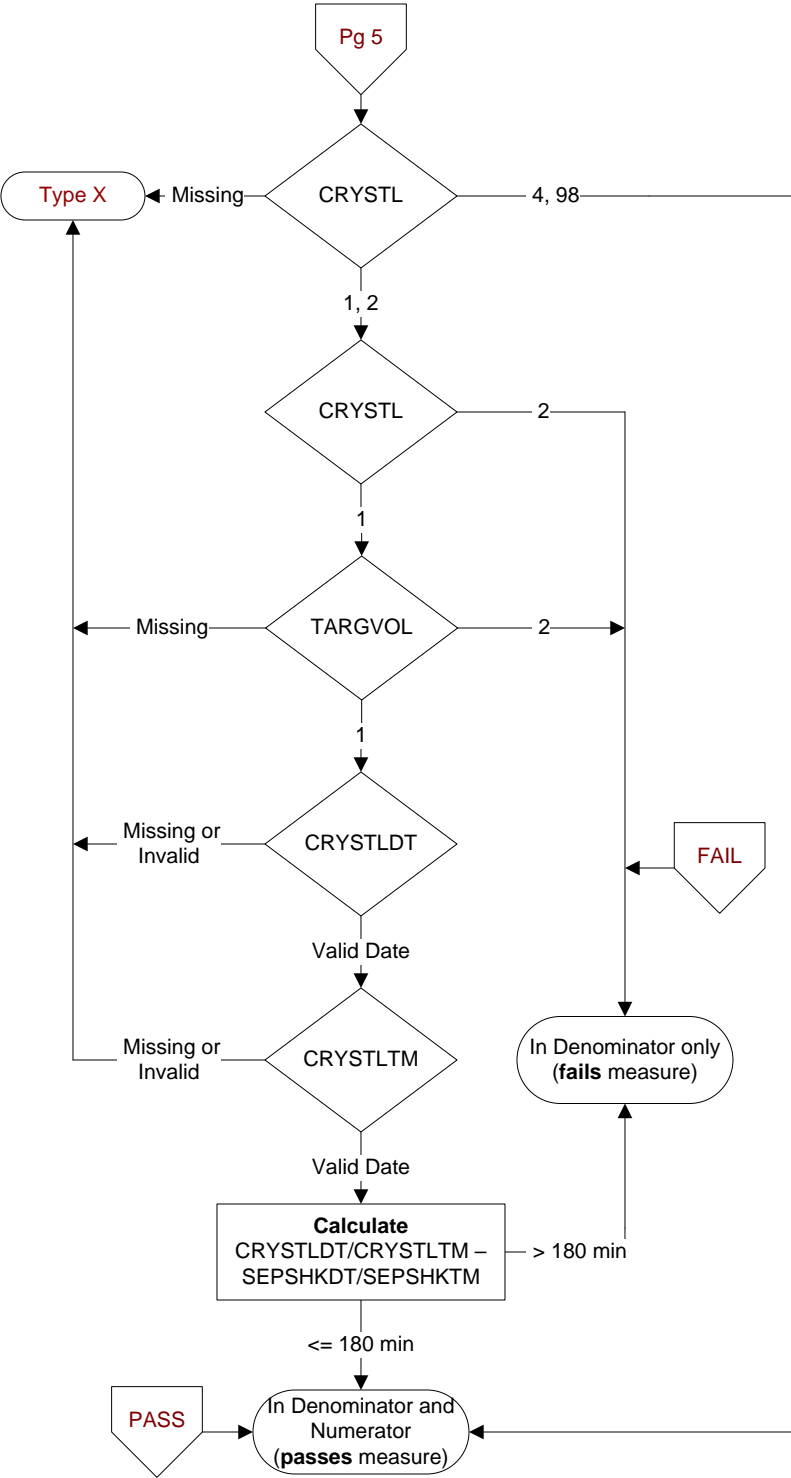 Pg 5
Type X
Missing
CRYSTL
4, 98
1, 2
CRYSTL
2
1
Missing
TARGVOL
2
1
Missing or
Invalid
CRYSTLDT
FAIL
Valid Date
Missing or
Invalid
CRYSTLTM
In Denominator only
(fails measure)
Valid Date
Calculate
CRYSTLDT/CRYSTLTM –
SEPSHKDT/SEPSHKTM
> 180 min
<= 180 min
PASS
In Denominator and
Numerator
(passes measure)